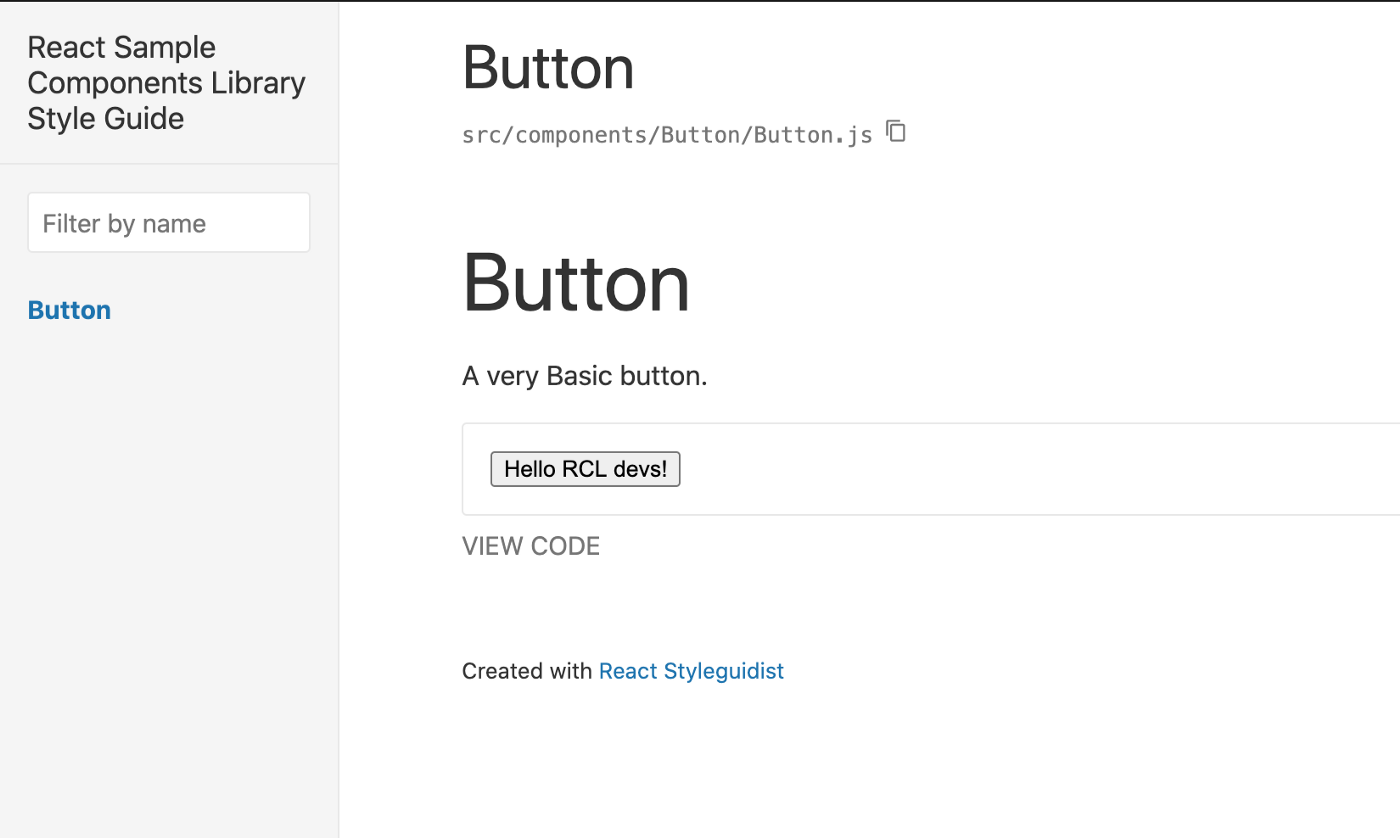 React Sample
Components Library
Style Guide
Filter by name
Button
Button
src/components/Button/Button.js
Button
A very Basic button.
Hello RCL devs!
VIEW CODE
Created with React Styleguidist